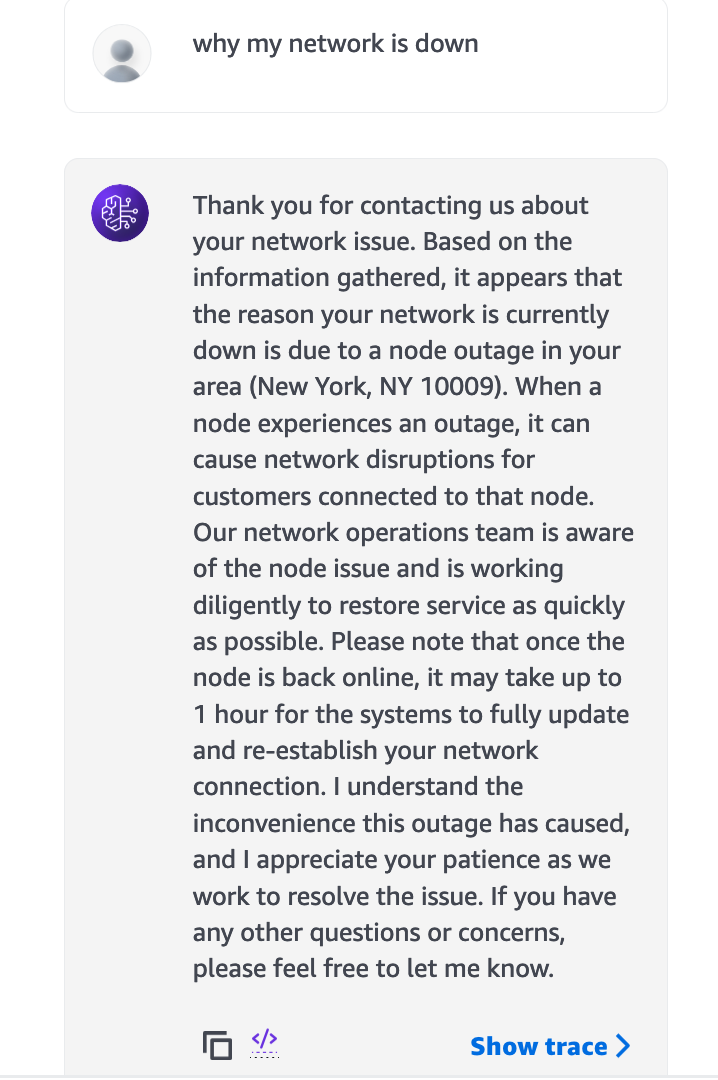 why my network is down
Thank you for contacting us about
your network issue. Based on the
information gathered, it appears that
the reason your network is currently
down is due to a node outage in your
area (New York, NY 10009). When a
node experiences an outage, it can
cause network disruptions for
customers connected to that node.
Our network operations team is aware
of the node issue and is working
diligently to restore service as quickly
as possible. Please note that once the
node is back online, it may take up to
1 hour for the systems to fully update
and re-establish your network
connection. I understand the
inconvenience this outage has caused,
and I appreciate your patience as we
work to resolve the issue. If you have
any other questions or concerns,
please feel free to let me know.
</> Show trace >